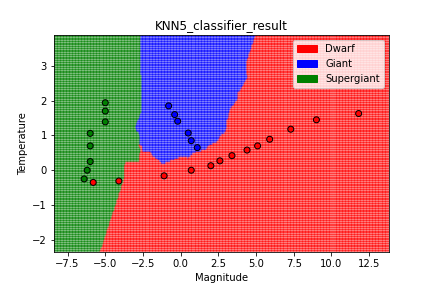 KNN5_classifier_result
Dwarf
Giant
Supergiant
Temperature
3
2
1
0
−1
−2
−7.5 −5.0 −2.5 0.0 2.5 5.0 7.5 10.0 12.5
Magnitude